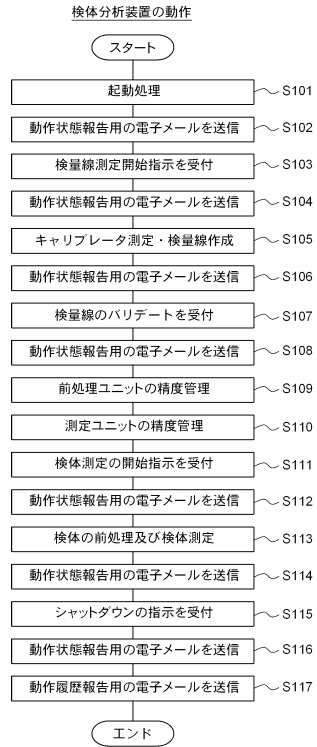 検体分析装置の動作
スタート
起動処理 S101
動作状態報告用の電子メールを送信 S102
検量線測定開始指示を受付 S103
動作状態報告用の電子メールを送信 S104
キャリブレータ測定・検量線作成 S105
動作状態報告用の電子メールを送信 S106
検量線のバリデートを受付 S107
動作状態報告用の電子メールを送信 S108
前処理ユニットの精度管理 S109
測定ユニットの精度管理 S110
検体測定の開始指示を受付 S111
動作状態報告用の電子メールを送信 S112
検体の前処理及び検体測定 S113
動作状態報告用の電子メールを送信 S114
シャットダウンの指示を受付 S115
動作状態報告用の電子メールを送信 S116
動作履歴報告用の電子メールを送信 S117
エンド